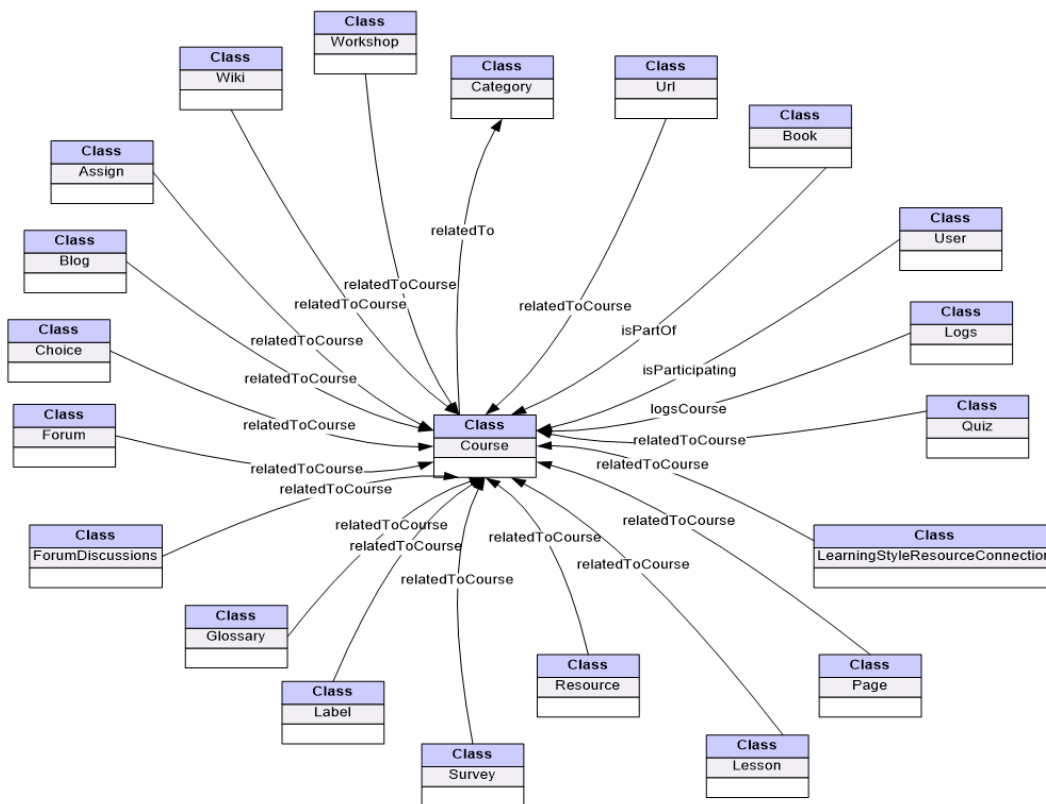 Class
Workshop
Class
Wiki
Class
Category
Class
Url
Class
Book
Class
Assign
Class
User
relatedTo
Class
Blog
relatedToCourse
relatedToCourse
relatedToCourse
Class
Logs
Class
Choice
relatedToCourse
isPartOf
relatedToCourse
isParticipating
Class
Forum
relatedToCourse
logsCourse
Class
Quiz
Class
Course
relatedToCourse
relatedToCourse
relatedToCourse
relatedToCourse
Class
ForumDiscussions
relatedToCourse
relatedToCourse
relatedToCourse
relatedToCourse
Class
LearningStyleResourceConnection
relatedToCourse
relatedToCourse
Class
Glossary
Class
Resource
Class
Page
Class
Label
Class
Survey
Class
Lesson